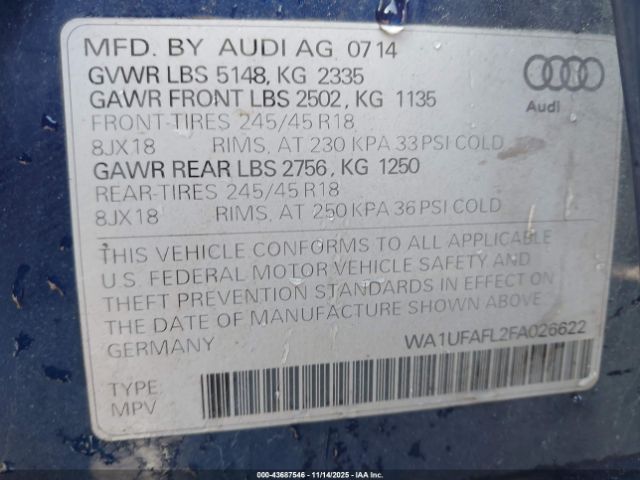 MFD. BY AUDI AG 07 14
GVWR LBS 5148, KG 2335
GAWR FRONT LBS 2502, KG 1135
FRONT-TIRES 245/45 R18
8JX18 RIMS, AT 230 KPA 33 PSI COLD
GAWR REAR LBS 2756, KG 1250
REAR-TIRES 245/45 R18
8JX18 RIMS, AT 250 KPA 36 PSI COLD
Audi
THIS VEHICLE CONFORMS TO ALL APPLICABLE
U.S. FEDERAL MOTOR VEHICLE SAFETY AND
THEFT PREVENTION STANDARDS IN EFFECT ON
THE DATE OF MANUFACTURE SHOWN ABOVE
GERMANY WA1UFAFL2FA026622
TYPE
MPV
000-43687546 - 11/14/2025 - IAA Inc.